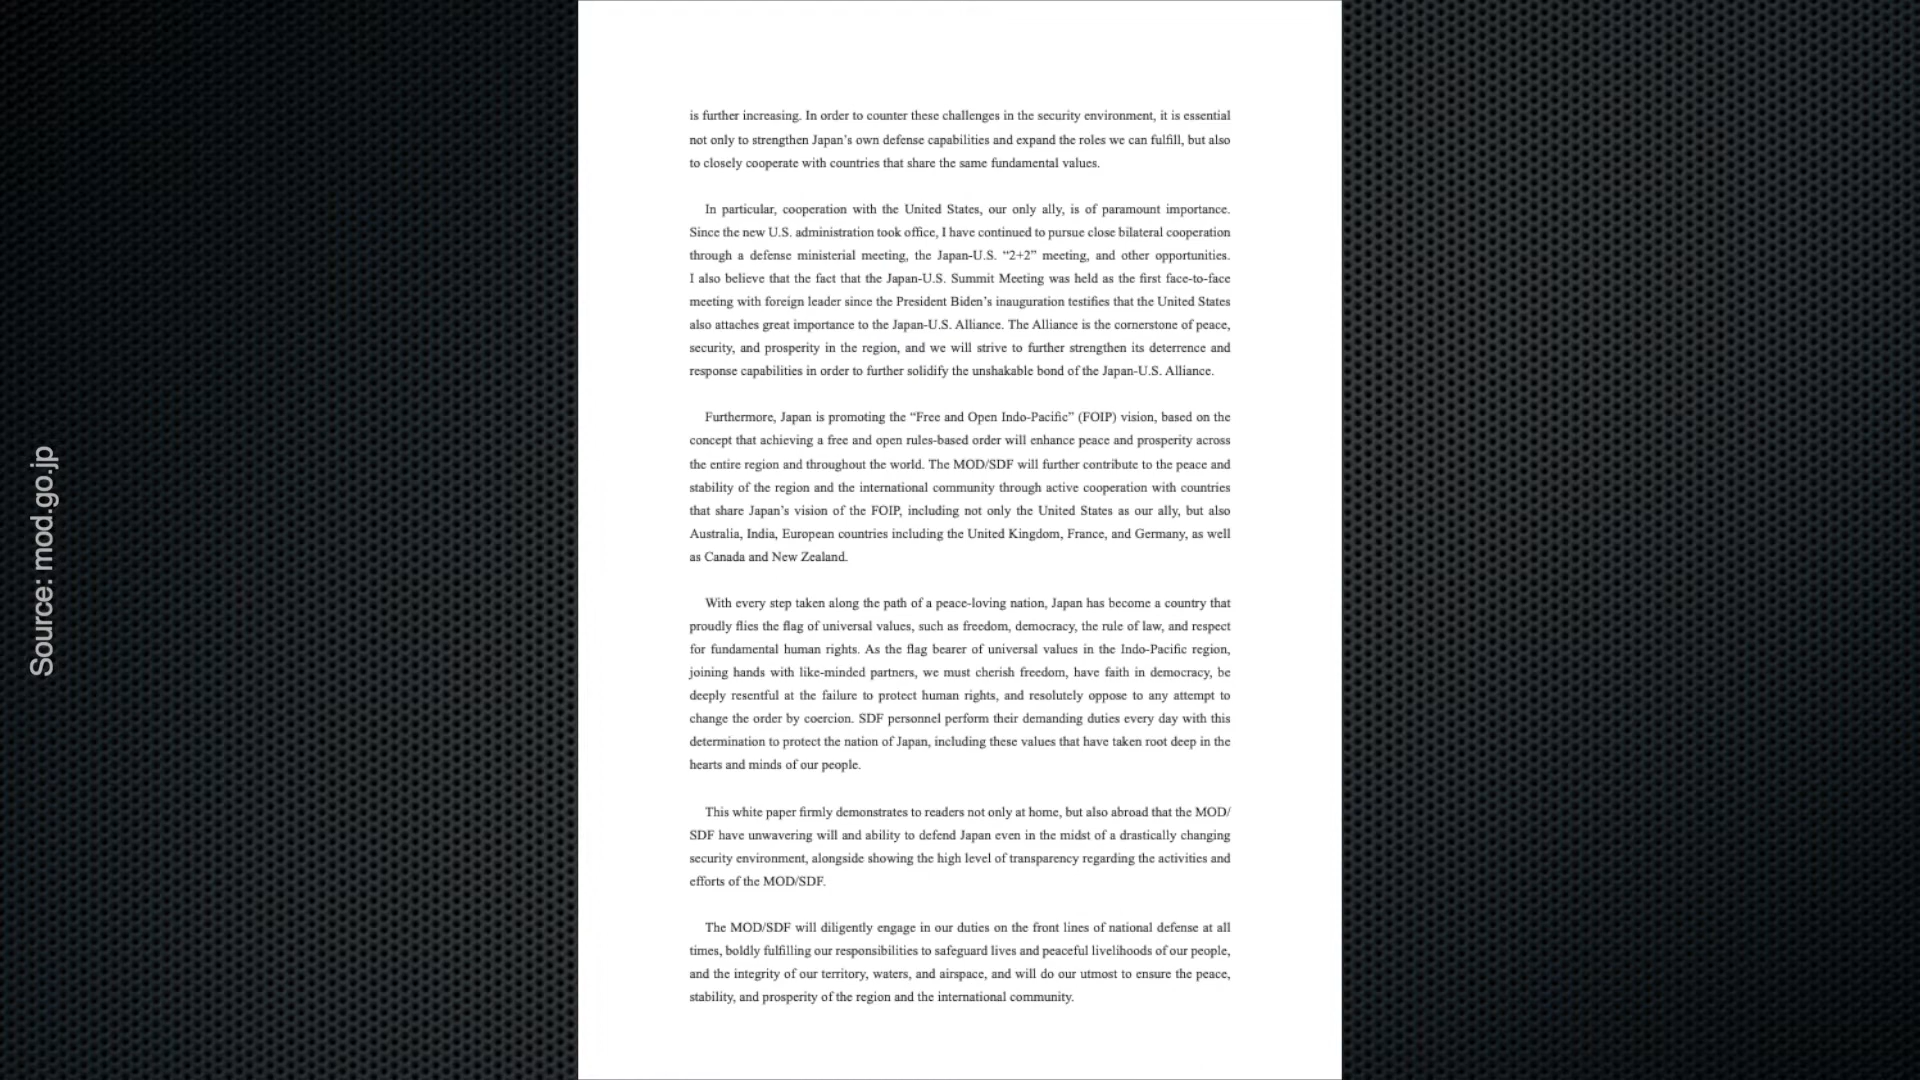 is further increasing. In order to counter these challenges in the security environment, it is essential
not only to strengthen Japan’s own defense capabilities and expand the roles we can fulfill, but also
to closely cooperate with countries that share the same fundamental values.
In particular, cooperation with the United States, our only ally, is of paramount importance.
Since the new U.S. administration took office, I have continued to pursue close bilateral cooperation
through a defense ministerial meeting, the Japan-U.S. “2+2” meeting, and other opportunities.
I also believe that the fact that the Japan-U.S. Summit Meeting was held as the first face-to-face
meeting with foreign leader since the President Biden’s inauguration testifies that the United States
also attaches great importance to the Japan-U.S. Alliance. The Alliance is the cornerstone of peace,
security, and prosperity in the region, and we will strive to further strengthen its deterrence and
response capabilities in order to further solidify the unshakable bond of the Japan-U.S. Alliance.
Furthermore, Japan is promoting the “Free and Open Indo-Pacific” (FOIP) vision, based on the
concept that achieving a free and open rules-based order will enhance peace and prosperity across
the entire region and throughout the world. The MOD/SDF will further contribute to the peace and
stability of the region and the international community through active cooperation with countries
that share Japan’s vision of the FOIP, including not only the United States as our ally, but also
Australia, India, European countries including the United Kingdom, France, and Germany, as well
as Canada and New Zealand.
With every step taken along the path of a peace-loving nation, Japan has become a country that
proudly flies the flag of universal values, such as freedom, democracy, the rule of law, and respect
for fundamental human rights. As the flag bearer of universal values in the Indo-Pacific region,
joining hands with like-minded partners, we must cherish freedom, have faith in democracy, be
deeply resentful at the failure to protect human rights, and resolutely oppose to any attempt to
change the order by coercion. SDF personnel perform their demanding duties every day with this
determination to protect the nation of Japan, including these values that have taken root deep in the
hearts and minds of our people.
This white paper firmly demonstrates to readers not only at home, but also abroad that the MOD/
SDF have unwavering will and ability to defend Japan even in the midst of a drastically changing
security environment, alongside showing the high level of transparency regarding the activities and
efforts of the MOD/SDF.
The MOD/SDF will diligently engage in our duties on the front lines of national defense at all
times, boldly fulfilling our responsibilities to safeguard lives and peaceful livelihoods of our people,
and the integrity of our territory, waters, and airspace, and will do our utmost to ensure the peace,
stability, and prosperity of the region and the international community.
Source: mod.go.jp